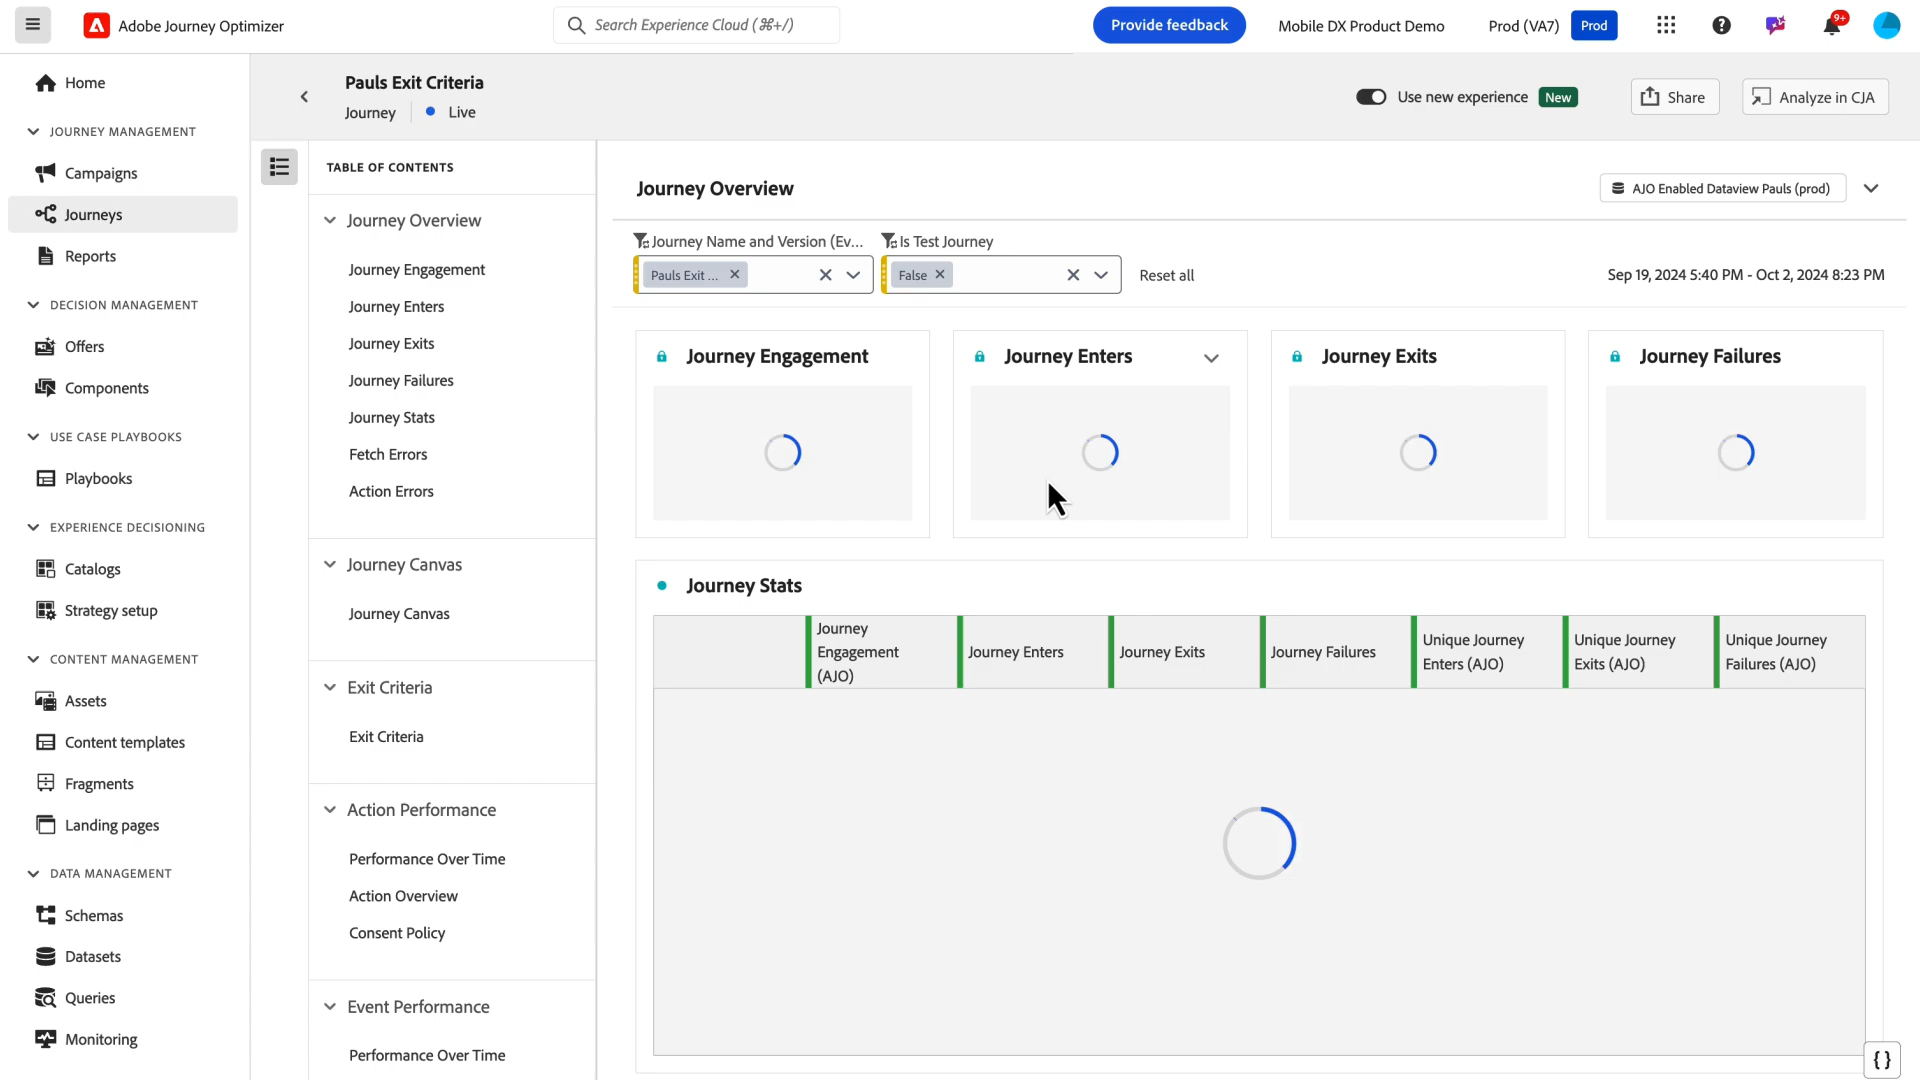 Adobe Journey Optimizer
Search Experience Cloud (⌘+/)
Provide feedback
Mobile DX Product Demo
Prod (VA7)
Prod
9+
Home
JOURNEY MANAGEMENT
Campaigns
Journeys
Reports
DECISION MANAGEMENT
Offers
Components
USE CASE PLAYBOOKS
Playbooks
EXPERIENCE DECISIONING
Catalogs
Strategy setup
CONTENT MANAGEMENT
Assets
Content templates
Fragments
Landing pages
DATA MANAGEMENT
Schemas
Datasets
Queries
Monitoring
Pauls Exit Criteria
Journey
Live
Use new experience
New
Share
Analyze in CJA
TABLE OF CONTENTS
Journey Overview
Journey Engagement
Journey Enters
Journey Exits
Journey Failures
Journey Stats
Fetch Errors
Action Errors
Journey Canvas
Journey Canvas
Exit Criteria
Exit Criteria
Action Performance
Performance Over Time
Action Overview
Consent Policy
Event Performance
Performance Over Time
Journey Overview
AJO Enabled Dataview Pauls (prod)
Journey Name and Version (Ev...
Pauls Exit ...
Is Test Journey
False
Reset all
Sep 19, 2024 5:40 PM - Oct 2, 2024 8:23 PM
Journey Engagement
Journey Enters
Journey Exits
Journey Failures
Journey Stats
Journey
Engagement
(AJO)
Journey Enters
Journey Exits
Journey Failures
Unique Journey
Enters (AJO)
Unique Journey
Exits (AJO)
Unique Journey
Failures (AJO)
{}